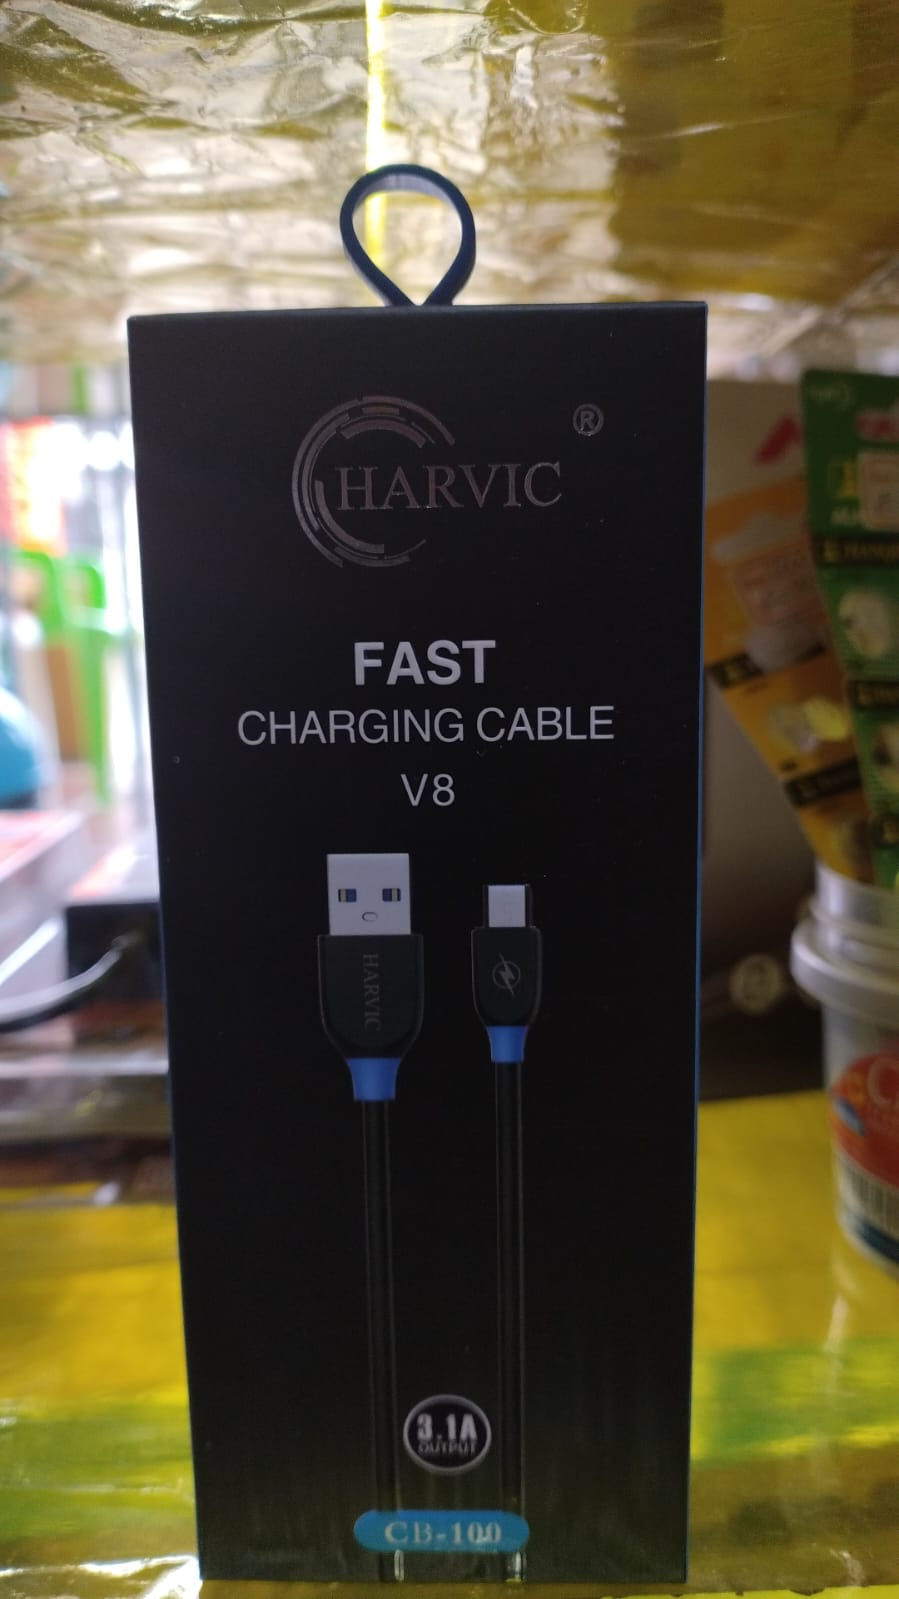 HARVIC ®
FAST
CHARGING CABLE
V8
HARVIC
3.1A
OUTPUT
CB-100